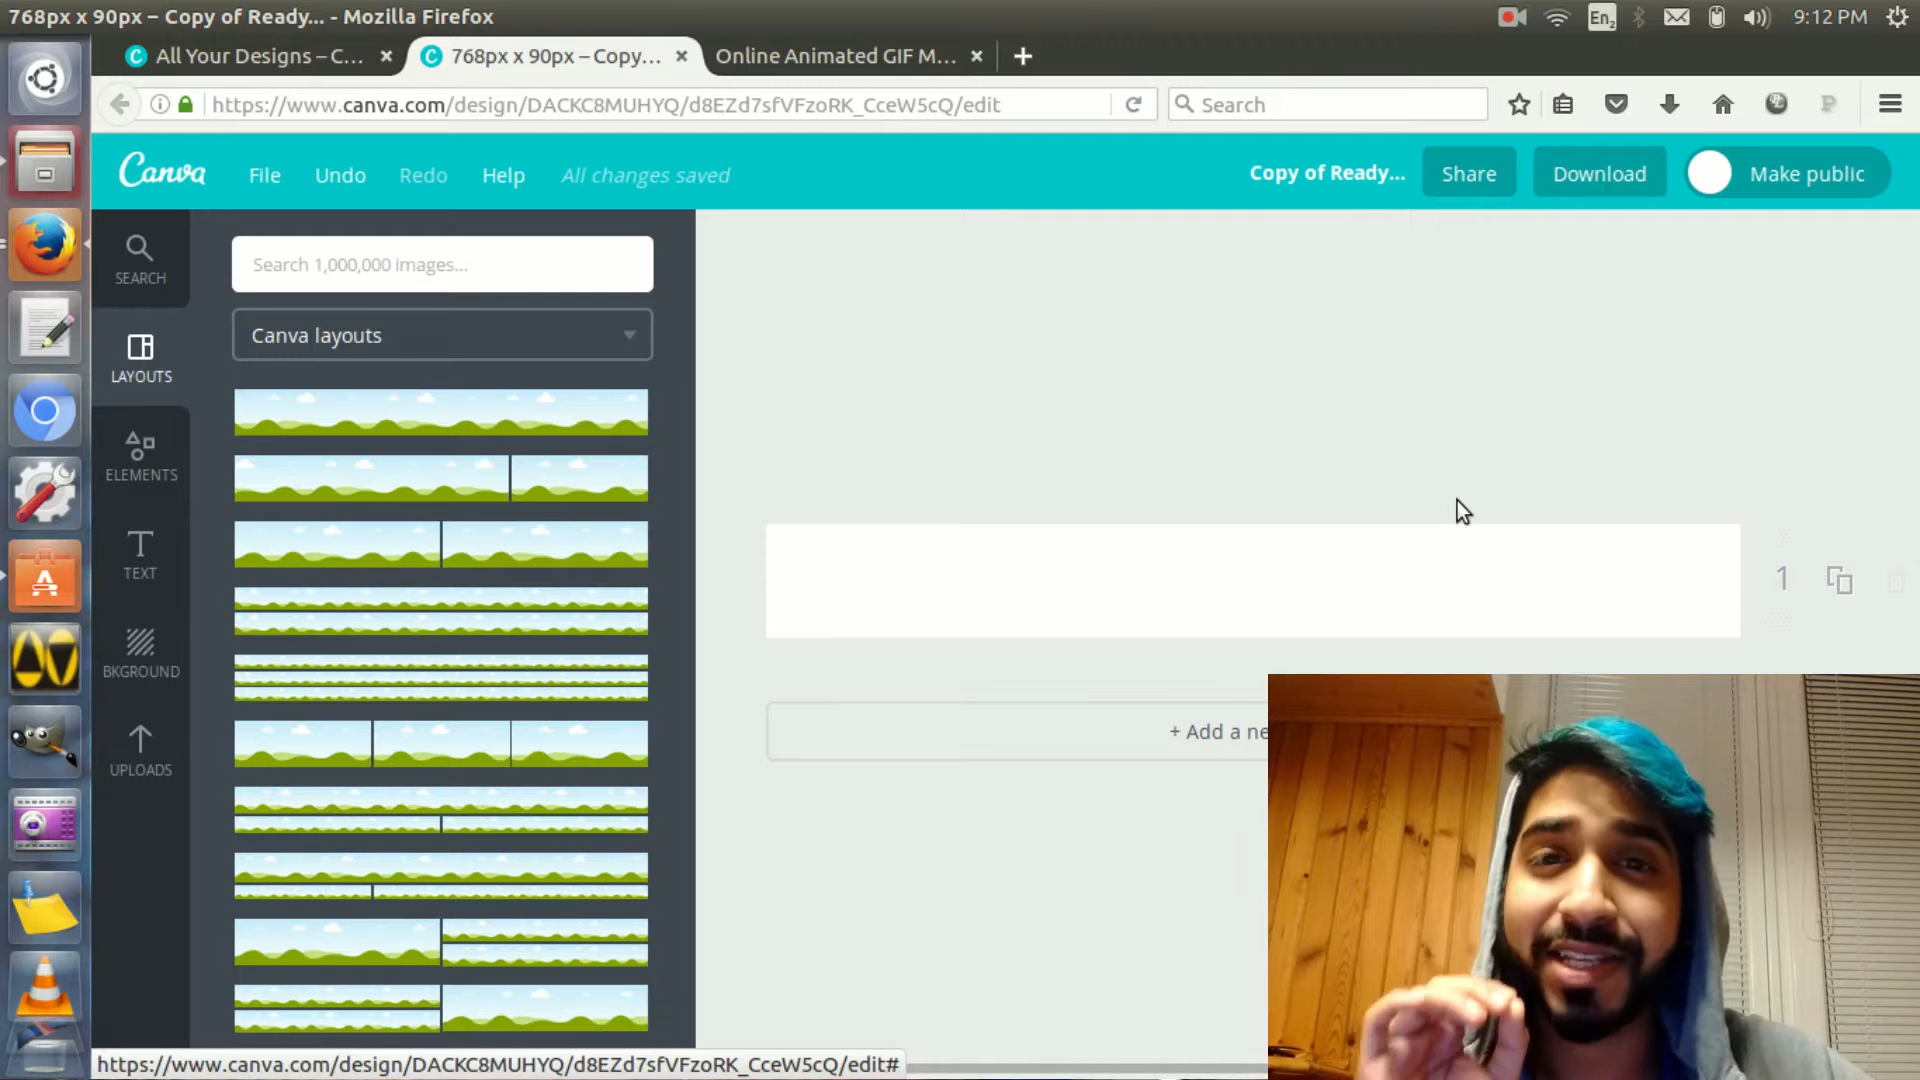 768px x 90px – Copy of Ready... - Mozilla Firefox
En2
9:12 PM
All Your Designs – C...
768px x 90px – Copy...
Online Animated GIF M...
https://www.canva.com/design/DACKC8MUHYQ/d8EZd7sfVFzoRK_CceW5cQ/edit
Search
Canva
File
Undo
Redo
Help
All changes saved
Copy of Ready...
Share
Download
Make public
SEARCH
LAYOUTS
ELEMENTS
TEXT
BKGROUND
UPLOADS
Search 1,000,000 images...
Canva layouts
1
+ Add a ne
https://www.canva.com/design/DACKC8MUHYQ/d8EZd7sfVFzoRK_CceW5cQ/edit#